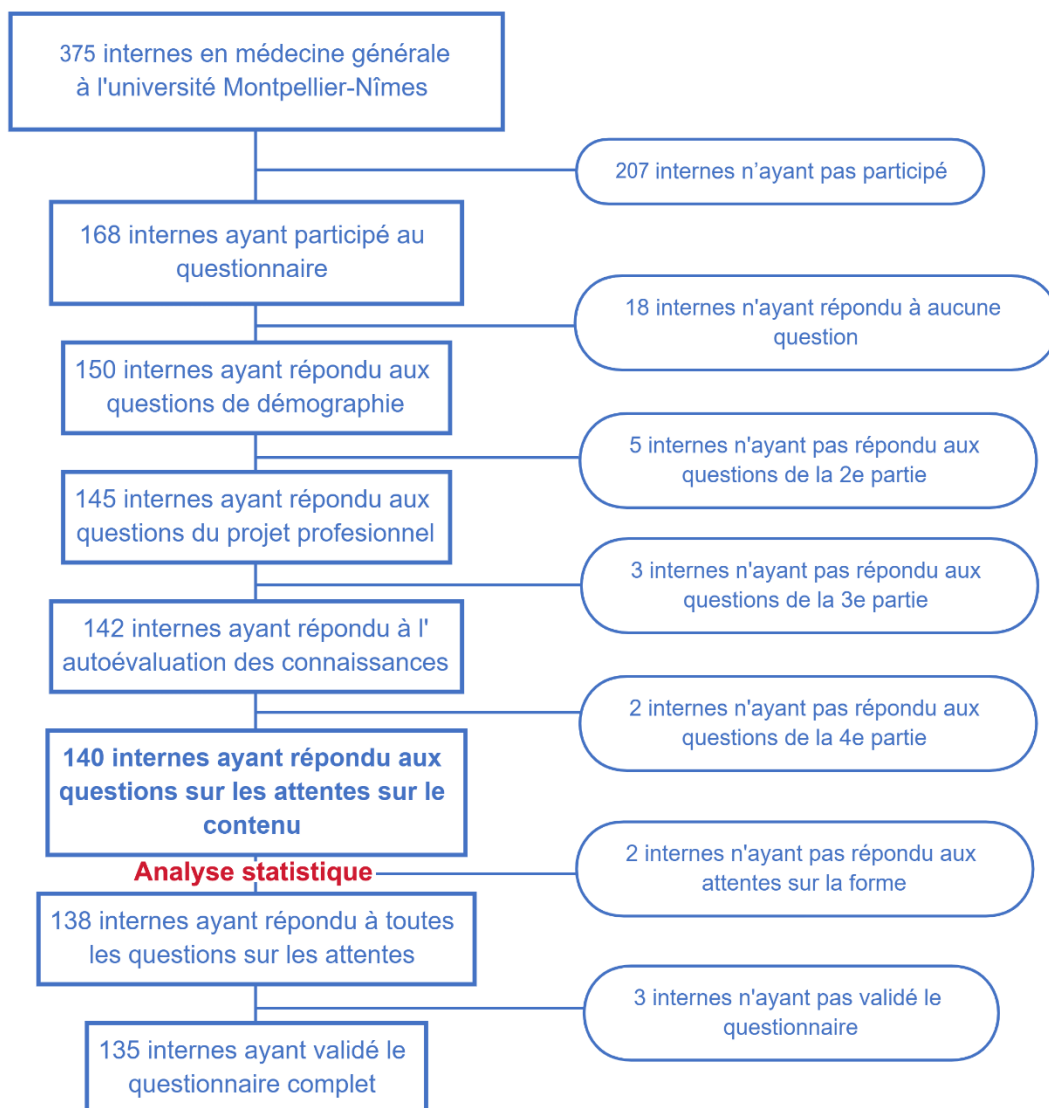 375 internes en médecine générale
à l'université Montpellier-Nîmes
207 internes n’ayant pas participé
168 internes ayant participé au
questionnaire
18 internes n'ayant répondu à aucune
question
150 internes ayant répondu aux
questions de démographie
5 internes n'ayant pas répondu aux
questions de la 2e partie
145 internes ayant répondu aux
questions du projet profesionnel
3 internes n'ayant pas répondu aux
questions de la 3e partie
142 internes ayant répondu à l'
autoévaluation des connaissances
2 internes n'ayant pas répondu aux
questions de la 4e partie
140 internes ayant répondu aux
questions sur les attentes sur le
contenu
2 internes n'ayant pas répondu aux
attentes sur la forme
Analyse statistique
138 internes ayant répondu à toutes
les questions sur les attentes
3 internes n'ayant pas validé le
questionnaire
135 internes ayant validé le
questionnaire complet